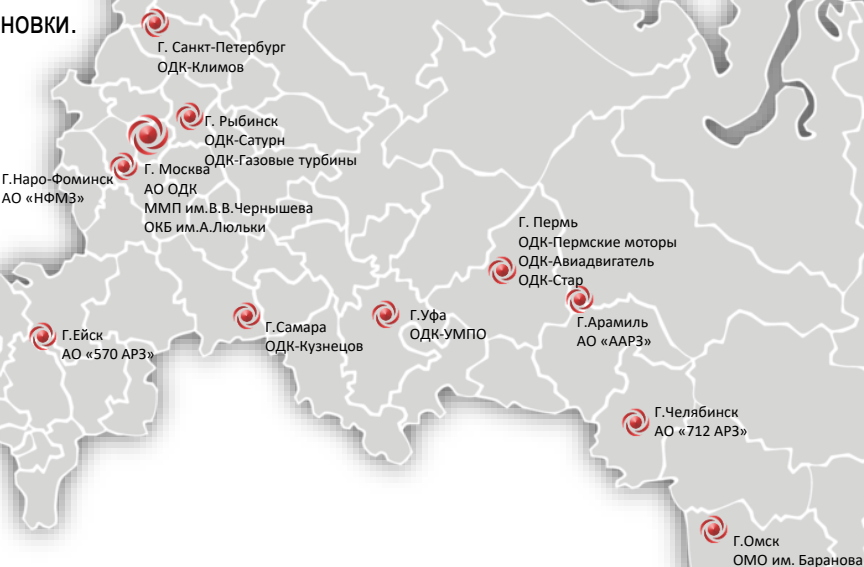 НОВКИ.
Г. Санкт-Петербург
ОДК-Климов
Г. Рыбинск
ОДК-Сатурн
ОДК-Газовые турбины
Г. Москва
АО ОДК
ММП им.В.В.Чернышева
ОКБ им.А.Люльки
Г.Наро-Фоминск
АО «НФМЗ»
Г. Пермь
ОДК-Пермские моторы
ОДК-Авиадвигатель
ОДК-Стар
Г.Арамиль
АО «ААРЗ»
Г.Уфа
ОДК-УМПО
Г.Самара
ОДК-Кузнецов
Г.Ейск
АО «570 АРЗ»
Г.Челябинск
АО «712 АРЗ»
Г.Омск
ОМО им. Баранова